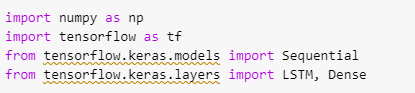 import numpy as np
import tensorflow as tf
from tensorflow.keras.models import Sequential
from tensorflow.keras.layers import LSTM, Dense